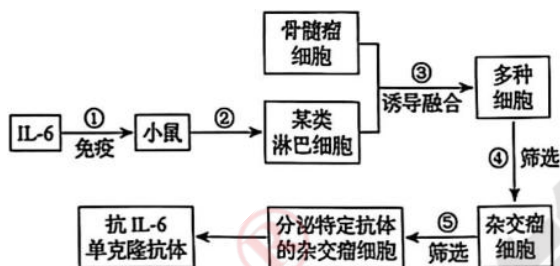 骨髓瘤
细胞
③
诱导融合
多种
细胞
IL-6
①
免疫
小鼠
②
某类
淋巴细胞
④ 筛选
抗IL-6
单克隆抗体
分泌特定抗体
的杂交瘤细胞
⑤
筛选
杂交瘤
细胞